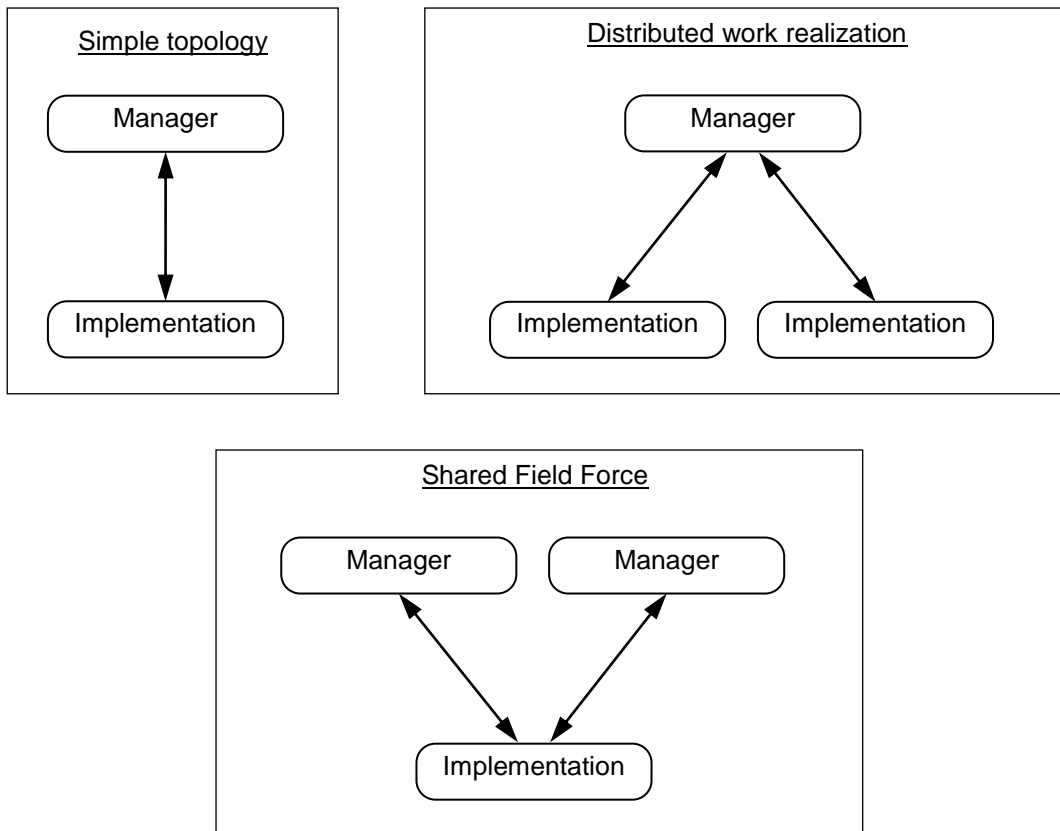 Simple topology
Manager
Implementation
Distributed work realization
Manager
Implementation
Implementation
Shared Field Force
Manager
Manager
Implementation